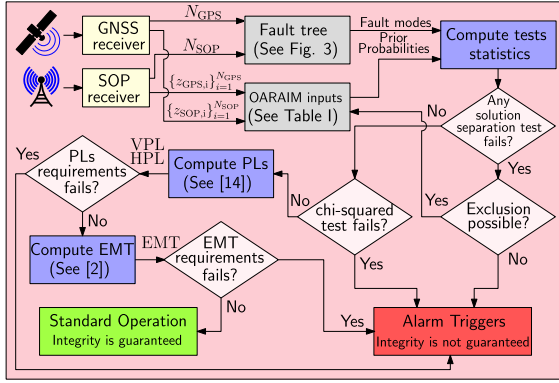 GNSS
receiver
N_GPS
Fault tree
(See Fig. 3)
Fault modes
Prior
Probabilities
Compute tests
statistics
SOP
receiver
N_SOP
{z_GPS,i}_{i=1}^{N_GPS}
{z_SOP,i}_{i=1}^{N_SOP}
OARAIM inputs
(See Table I)
Any
solution
separation test
fails?
No
Yes
Exclusion
possible?
No
Yes
PLs
requirements
fails?
VPL
HPL
Compute PLs
(See [14])
No
chi-squared
test fails?
Yes
No
Compute EMT
(See [2])
EMT
EMT
requirements
fails?
No
Yes
Standard Operation
Integrity is guaranteed
Alarm Triggers
Integrity is not guaranteed